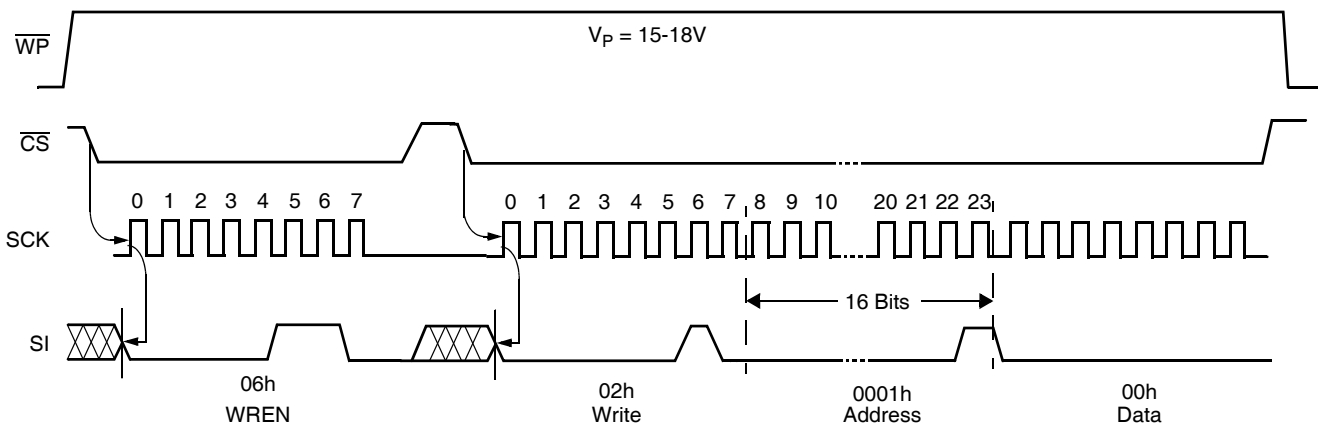 WP
V_P = 15-18V
CS
0 1 2 3 4 5 6 7
0 1 2 3 4 5 6 7 8 9 10 20 21 22 23
SCK
16 Bits
SI
06h
WREN
02h
Write
0001h
Address
00h
Data